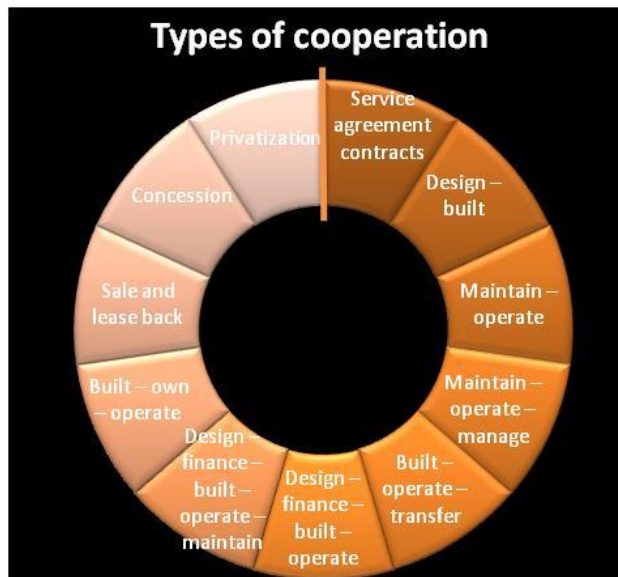 Types of cooperation
Service
agreement
contracts
Design –
built
Maintain –
operate
Maintain –
operate –
manage
Built –
operate –
transfer
Design –
finance –
built –
operate
Design –
finance –
built –
operate –
maintain
Built – own
– operate
Sale and
lease back
Concession
Privatization